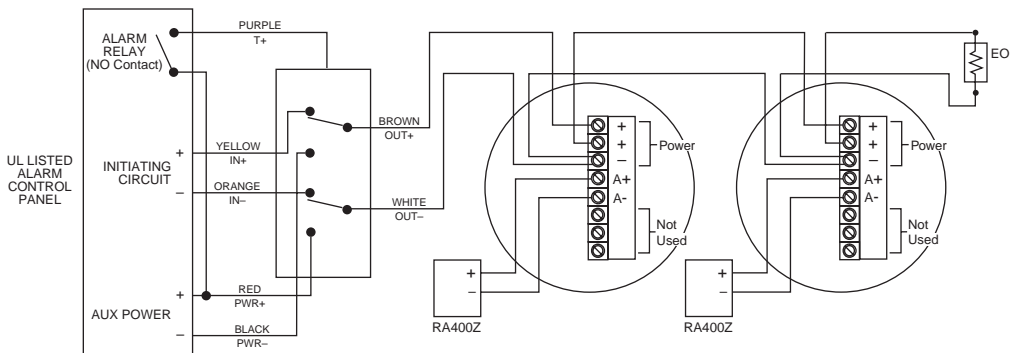 ALARM
RELAY
(NO Contact)
PURPLE
T+
UL LISTED
ALARM
CONTROL
PANEL
INITIATING
CIRCUIT
+
–
YELLOW
IN+
ORANGE
IN–
BROWN
OUT+
WHITE
OUT–
AUX POWER
+
–
RED
PWR+
BLACK
PWR–
+
+
–
A+
A-
Power
Not
Used
+
–
RA400Z
+
+
–
A+
A-
Power
Not
Used
+
–
RA400Z
EO